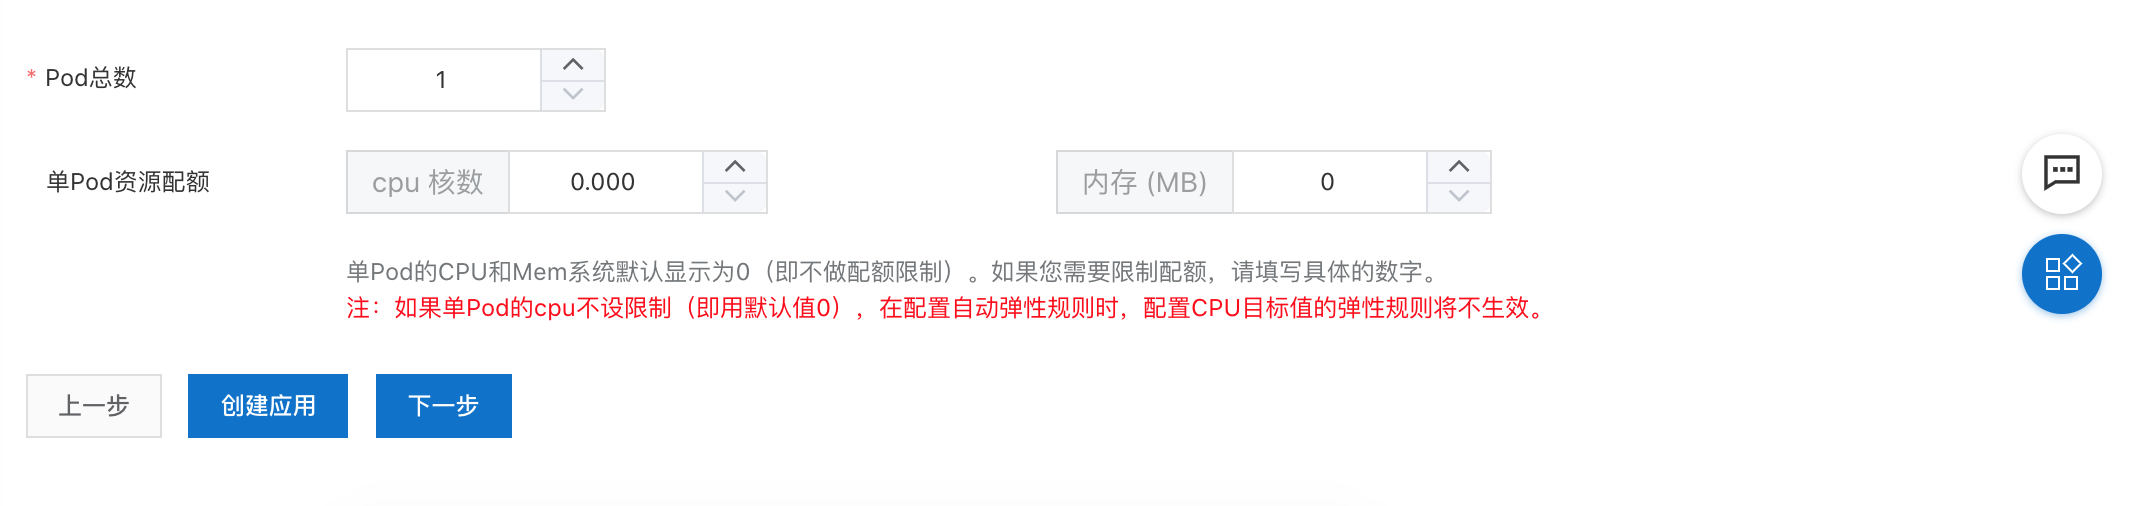 * Pod总数
1
单Pod资源配额
cpu 核数
0.000
内存 (MB)
0
单Pod的CPU和Mem系统默认显示为0（即不做配额限制）。如果您需要限制配额，请填写具体的数字。
注：如果单Pod的cpu不设限制（即用默认值0），在配置自动弹性规则时，配置CPU目标值的弹性规则将不生效。
上一步
创建应用
下一步